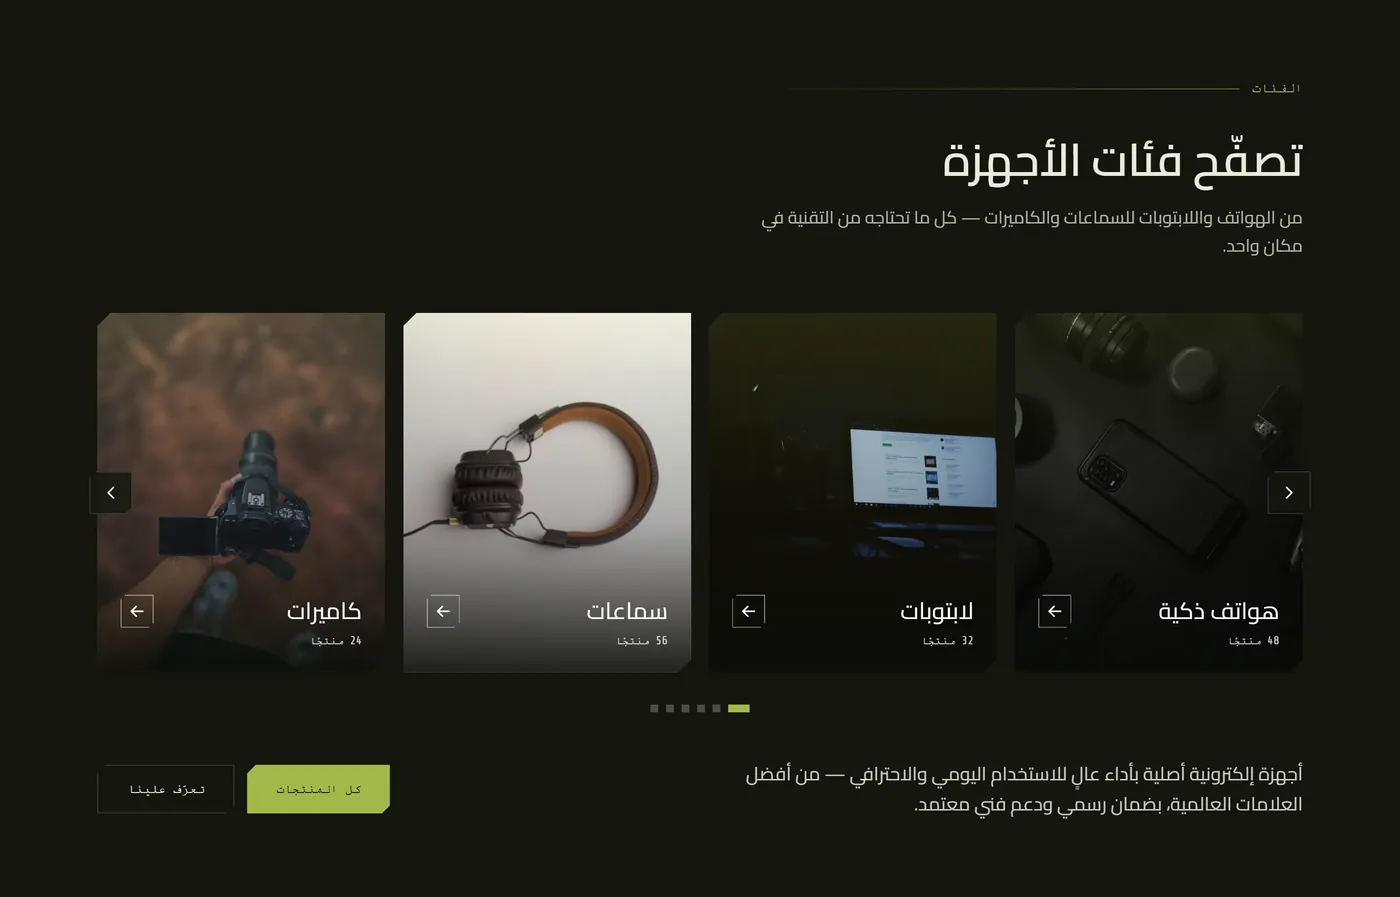 الفئات
تصفّح فئات الأجهزة
من الهواتف واللابتوبات للسماعات والكاميرات — كل ما تحتاجه من التقنية في
مكان واحد.
هواتف ذكية
48 منتجًا
لابتوبات
32 منتجًا
سماعات
56 منتجًا
كاميرات
24 منتجًا
أجهزة إلكترونية أصلية بأداء عالٍ للاستخدام اليومي والاحترافي — من أفضل
العلامات العالمية، بضمان رسمي ودعم فني معتمد.
كل المنتجات
تعرّف علينا